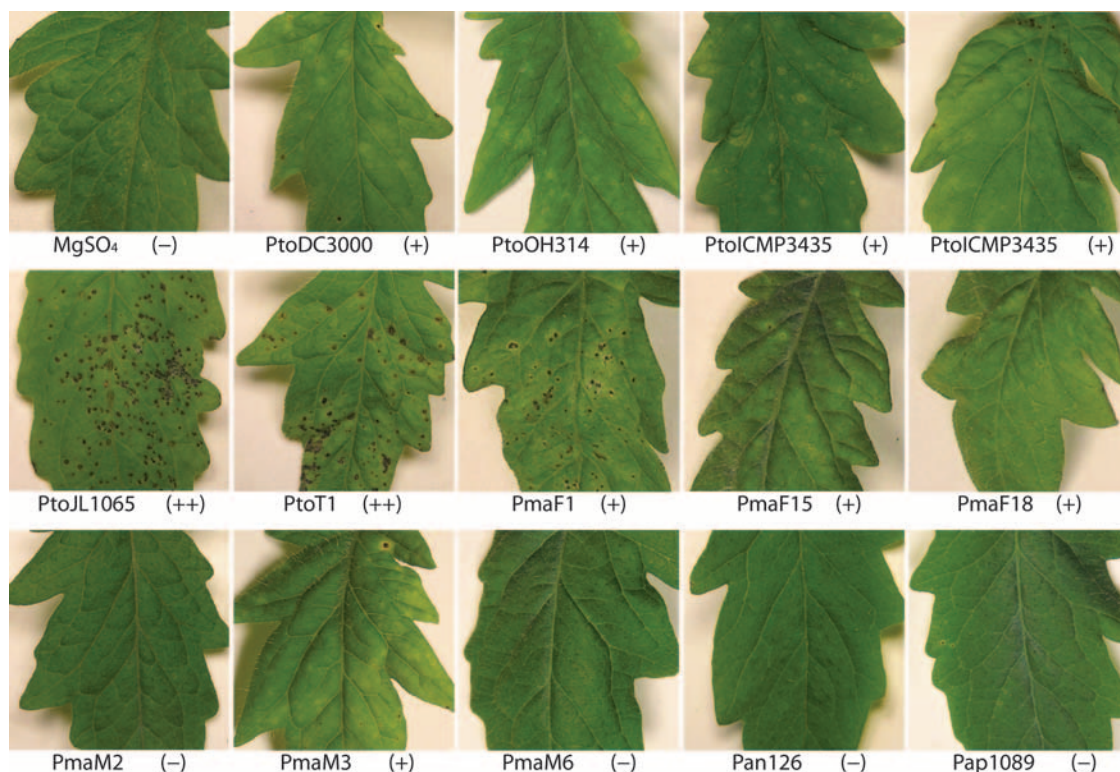 MgSO₄ (−) PtoDC3000 (+) PtoOH314 (+) PtoICMP3435 (+) PtoICMP3435 (+)
PtoJL1065 (++) PtoT1 (++) PmaF1 (+) PmaF15 (+) PmaF18 (+)
PmaM2 (−) PmaM3 (+) PmaM6 (−) Pan126 (−) Pap1089 (−)